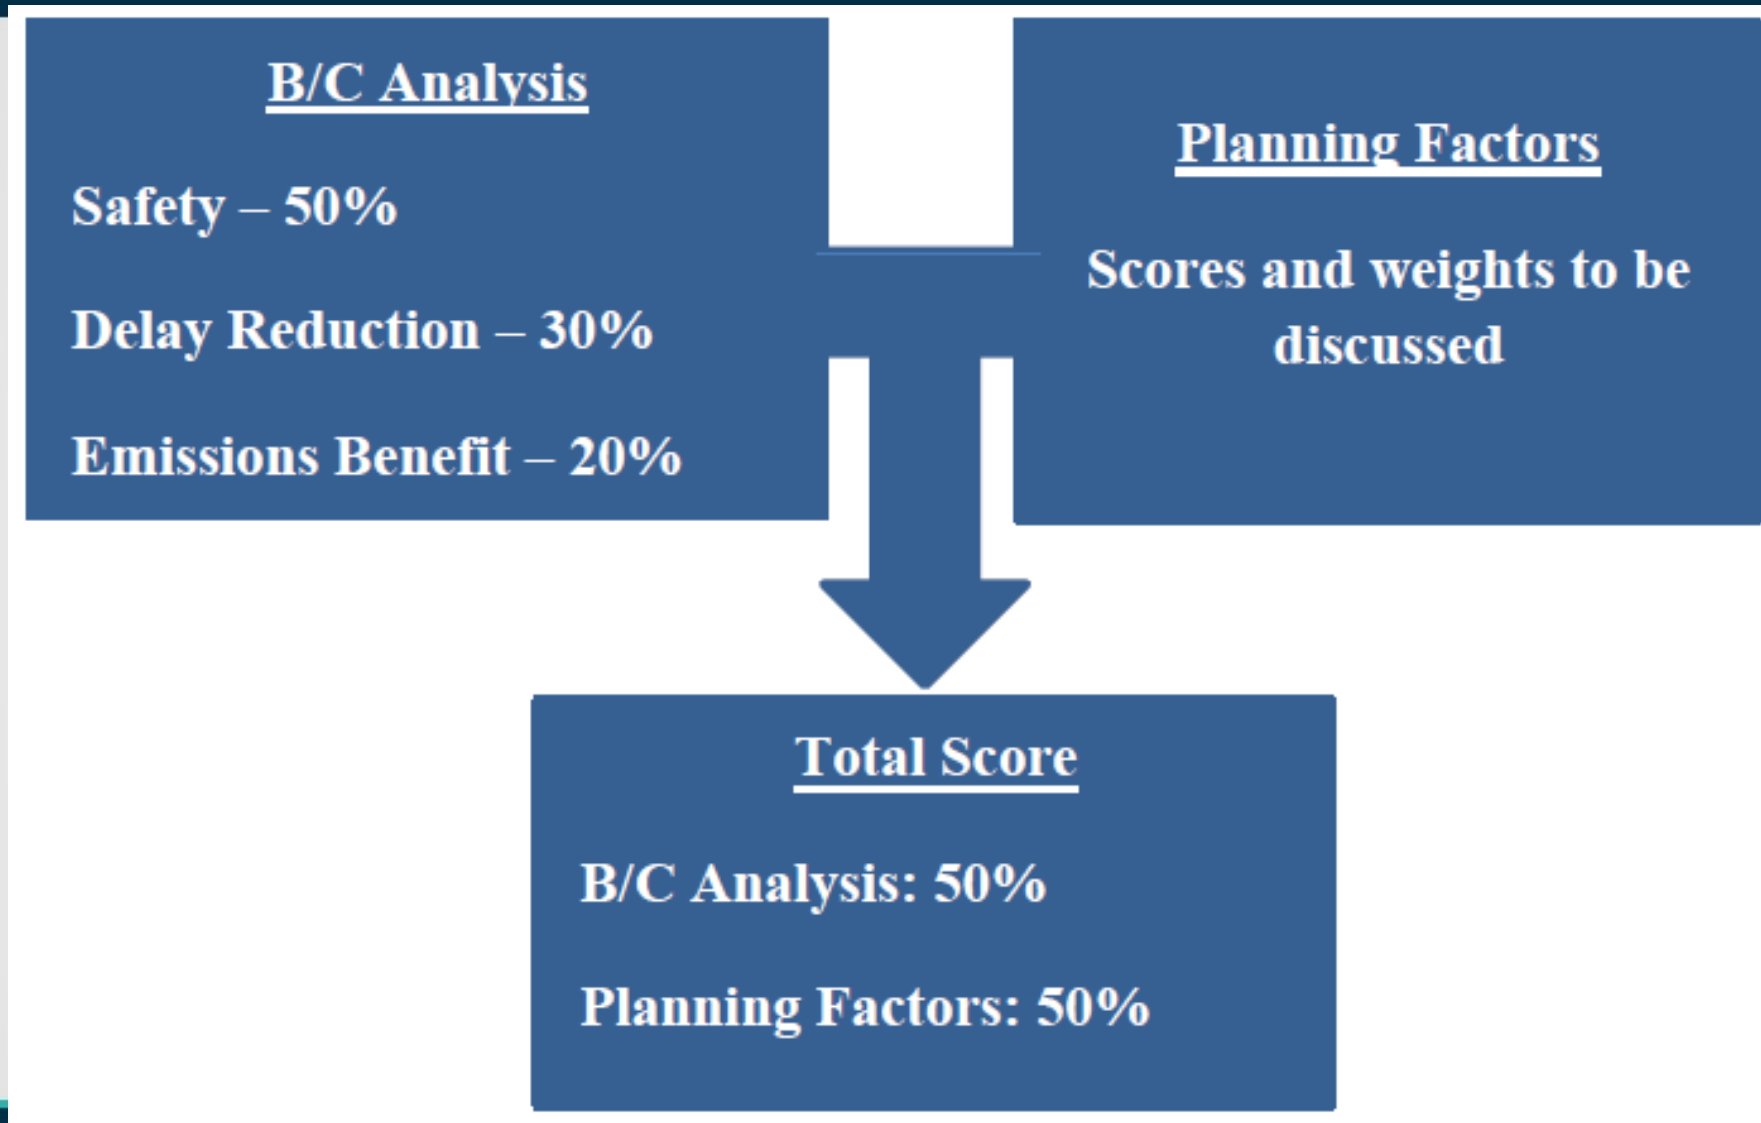 B/C Analysis
Safety – 50%
Delay Reduction – 30%
Emissions Benefit – 20%
Planning Factors
Scores and weights to be
discussed
Total Score
B/C Analysis: 50%
Planning Factors: 50%